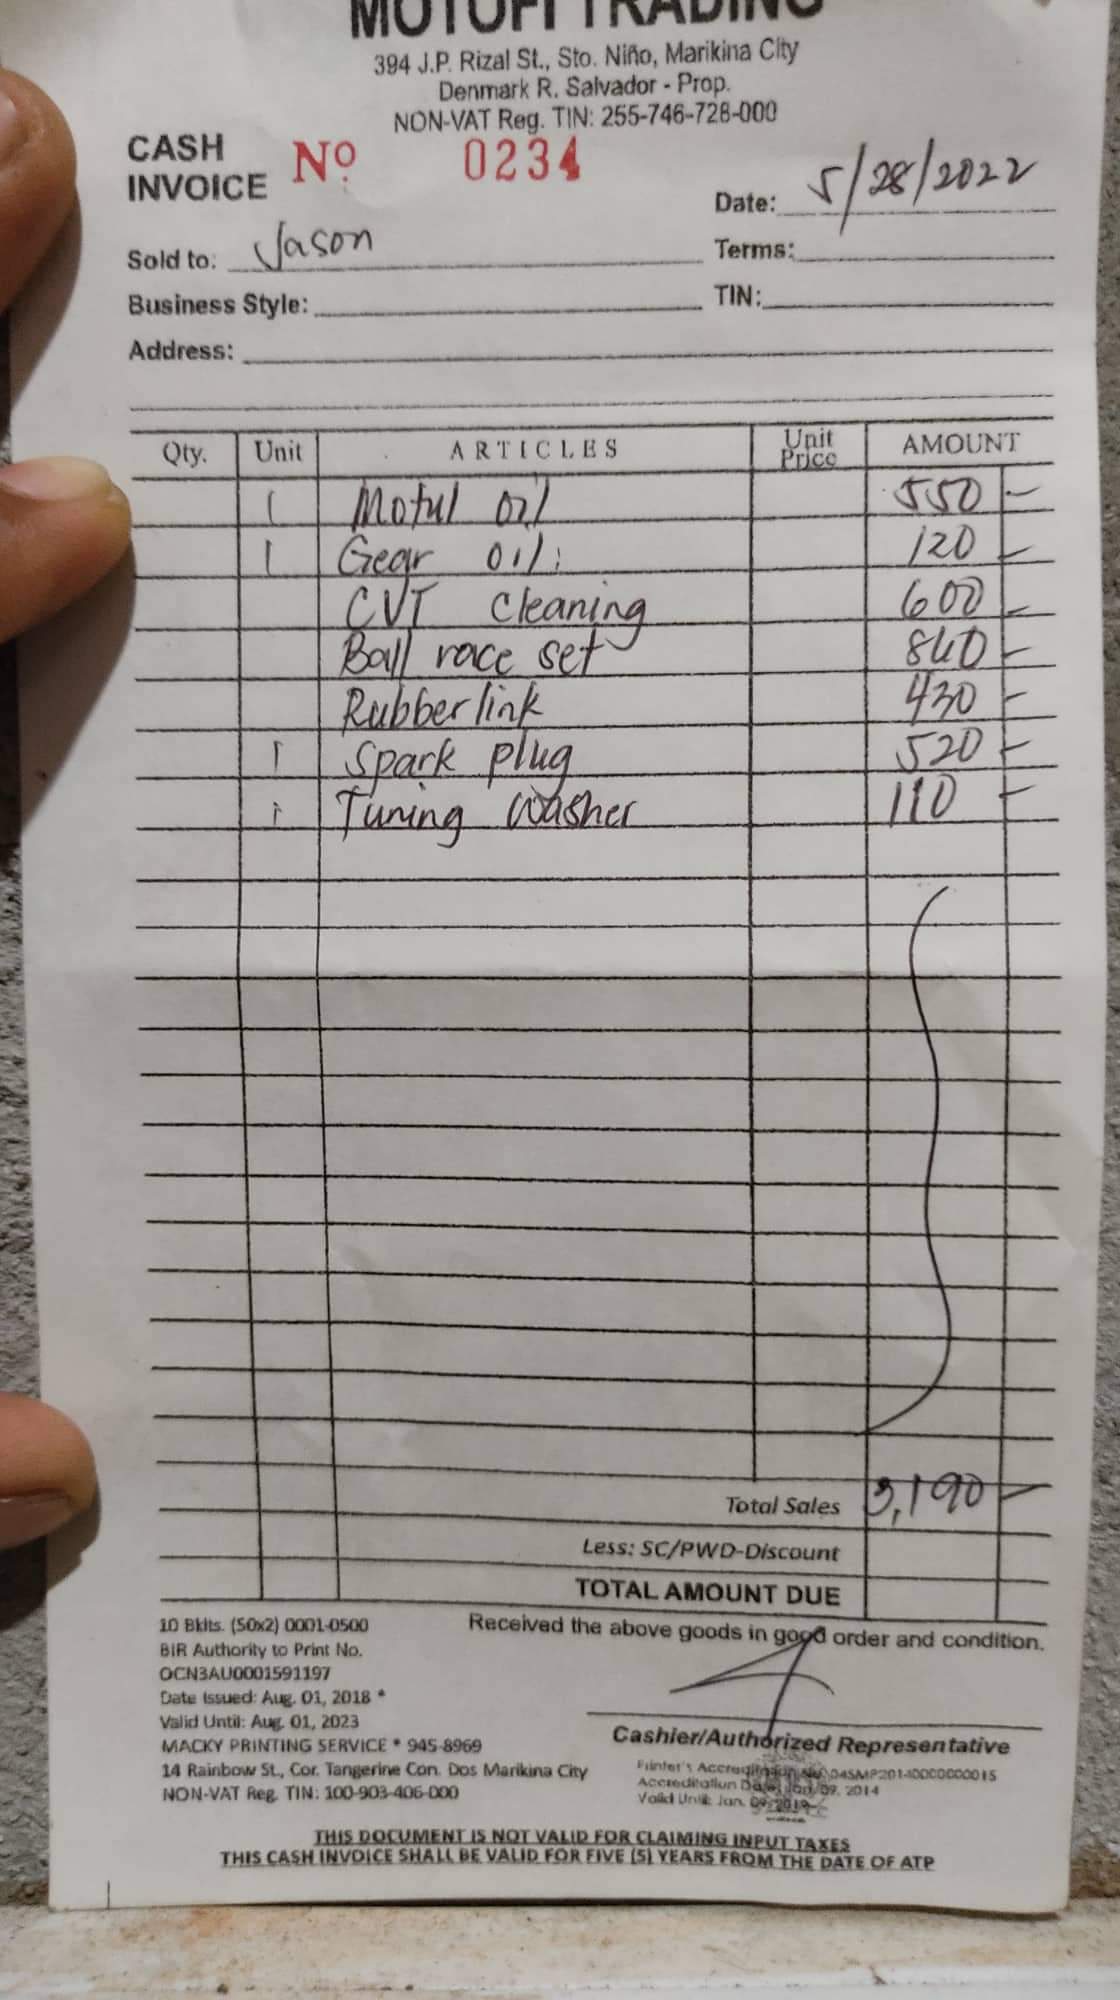 MOTOFI TRADING
394 J.P. Rizal St., Sto. Niño, Marikina City
Denmark R. Salvador - Prop.
NON-VAT Reg. TIN: 255-746-728-000
CASH INVOICE Nº 0234
Date: 5/28/2022
Sold to: Jason Terms:
Business Style: TIN:
Address:
Qty. Unit ARTICLES Unit Price AMOUNT
1 Motul oil 550 -
1 Gear oil 120 -
CVT Cleaning 600 -
Ball race set 860 -
Rubber link 430 -
1 Spark plug 520 -
1 Tuning Washer 110 -
Total Sales 3,190 -
Less: SC/PWD-Discount
TOTAL AMOUNT DUE
Received the above goods in good order and condition.
Cashier/Authorized Representative
10 Bklts. (50x2) 0001-0500
BIR Authority to Print No.
OCN3AU0001591197
Date Issued: Aug. 01, 2018 *
Valid Until: Aug. 01, 2023
MACKY PRINTING SERVICE * 945-8969
14 Rainbow St., Cor. Tangerine Con. Dos Marikina City
NON-VAT Reg. TIN: 100-903-406-000
Printer's Accreditation No. 045MP20140000000015
Accreditation Date: Jan. 09, 2014
Valid Until: Jan. 09, 2019
THIS DOCUMENT IS NOT VALID FOR CLAIMING INPUT TAXES
THIS CASH INVOICE SHALL BE VALID FOR FIVE (5) YEARS FROM THE DATE OF ATP